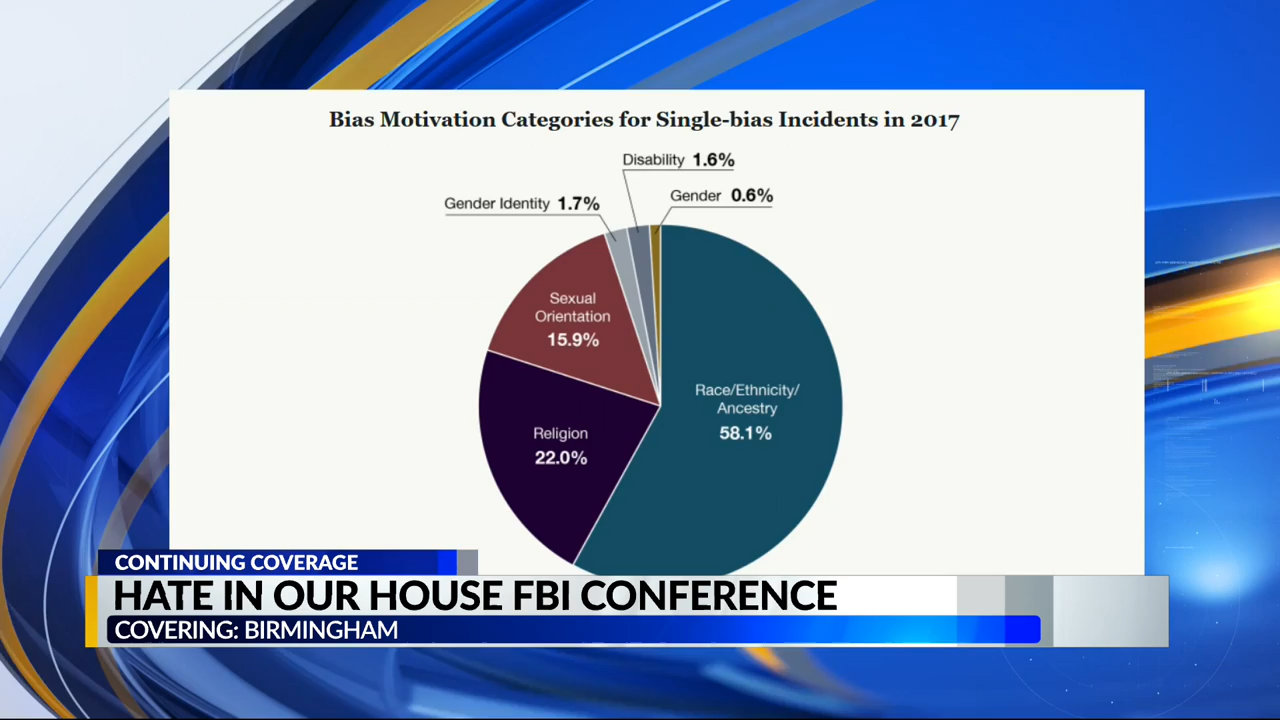 Bias Motivation Categories for Single-bias Incidents in 2017
Disability 1.6%
Gender 0.6%
Gender Identity 1.7%
Sexual
Orientation
15.9%
Race/Ethnicity/
Ancestry
58.1%
Religion
22.0%
CONTINUING COVERAGE
HATE IN OUR HOUSE FBI CONFERENCE
COVERING: BIRMINGHAM